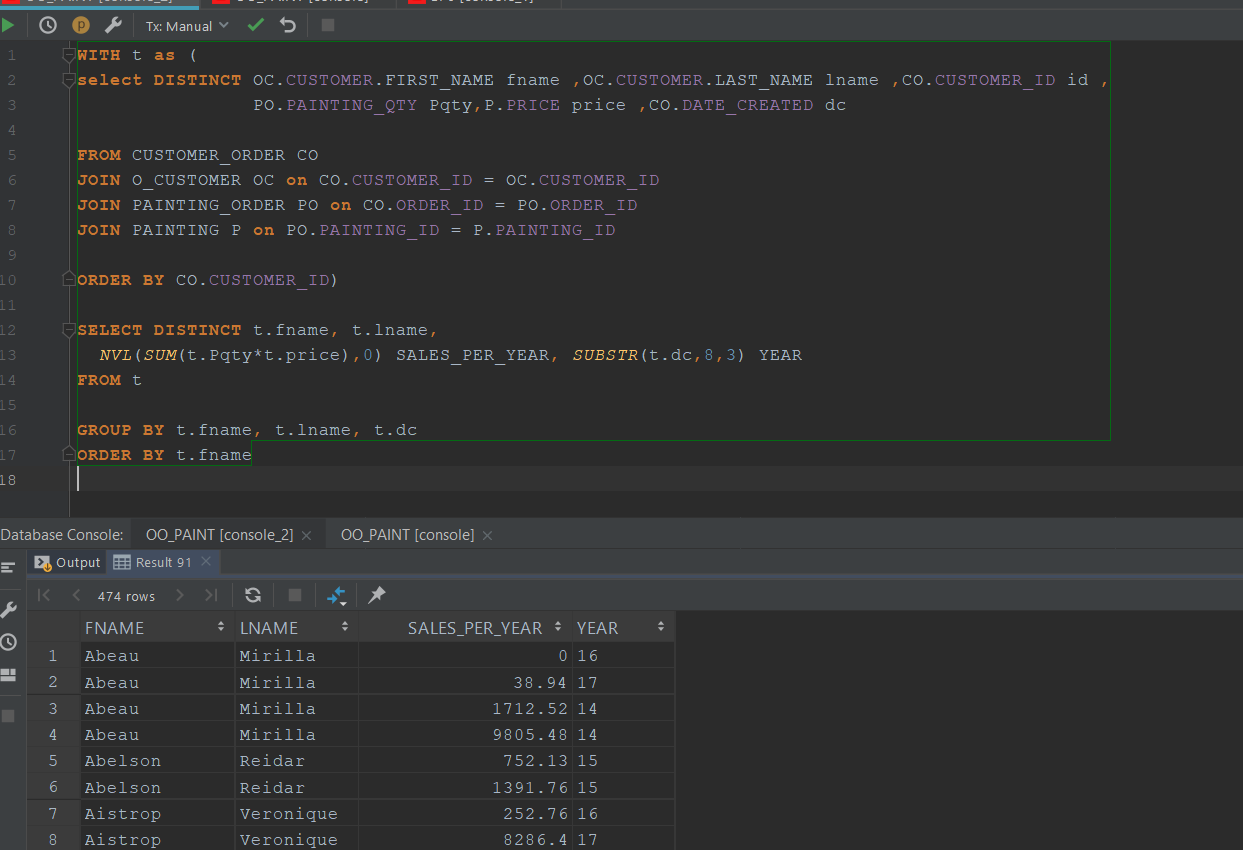 Tx: Manual
1 WITH t as (
2 select DISTINCT OC.CUSTOMER.FIRST_NAME fname ,OC.CUSTOMER.LAST_NAME lname ,CO.CUSTOMER_ID id ,
3 PO.PAINTING_QTY Pqty,P.PRICE price ,CO.DATE_CREATED dc
4
5 FROM CUSTOMER_ORDER CO
6 JOIN O_CUSTOMER OC on CO.CUSTOMER_ID = OC.CUSTOMER_ID
7 JOIN PAINTING_ORDER PO on CO.ORDER_ID = PO.ORDER_ID
8 JOIN PAINTING P on PO.PAINTING_ID = P.PAINTING_ID
9
10 ORDER BY CO.CUSTOMER_ID)
11
12 SELECT DISTINCT t.fname, t.lname,
13 NVL(SUM(t.Pqty*t.price),0) SALES_PER_YEAR, SUBSTR(t.dc,8,3) YEAR
14 FROM t
15
16 GROUP BY t.fname, t.lname, t.dc
17 ORDER BY t.fname
18
Database Console: OO_PAINT [console_2] OO_PAINT [console]
Output Result 91
474 rows
FNAME LNAME SALES_PER_YEAR YEAR
1 Abeau Mirilla 0 16
2 Abeau Mirilla 38.94 17
3 Abeau Mirilla 1712.52 14
4 Abeau Mirilla 9805.48 14
5 Abelson Reidar 752.13 15
6 Abelson Reidar 1391.76 15
7 Aistrop Veronique 252.76 16
8 Aistrop Veronique 8286.4 17